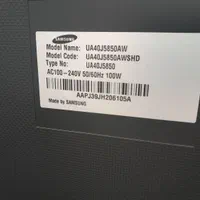 SAMSUNG
Model Name: UA40J5850AW
Model Code: UA40J5850AWSHD
Type No: UA40J5850
AC100-240V 50/60Hz 100W
AAPJ39JH206105A
Made by SAMSUNG